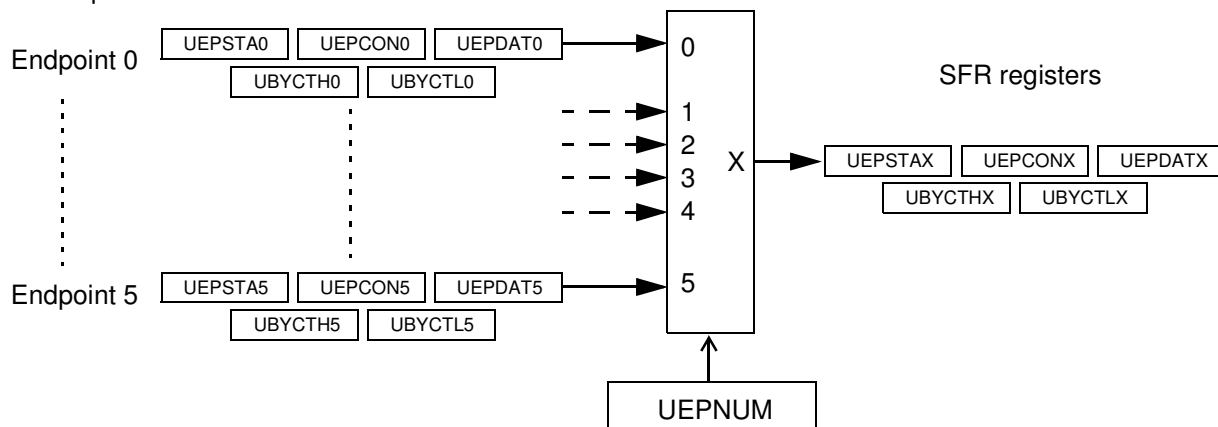 Endpoint 0
UEPSTA0 UEPCON0 UEPDAT0
UBYCTH0 UBYCTL0
0
1
2
3
4
5
X
SFR registers
UEPSTAX UEPCONX UEPDATX
UBYCTHX UBYCTLX
Endpoint 5
UEPSTA5 UEPCON5 UEPDAT5
UBYCTH5 UBYCTL5
UEPNUM